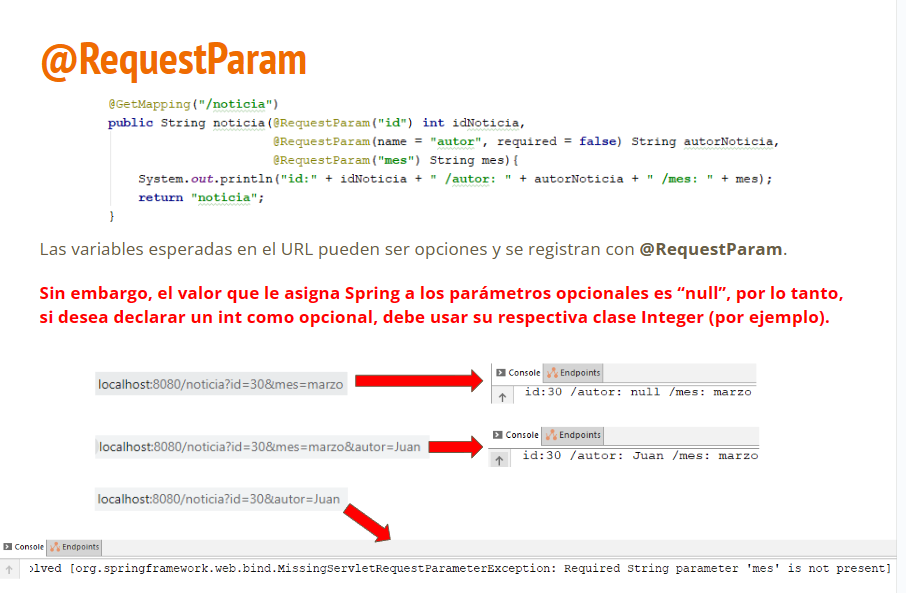 @RequestParam
@GetMapping("/noticia")
public String noticia(@RequestParam("id") int idNoticia,
@RequestParam(name = "autor", required = false) String autorNoticia,
@RequestParam("mes") String mes){
System.out.println("id:" + idNoticia + " /autor: " + autorNoticia + " /mes: " + mes);
return "noticia";
}
Las variables esperadas en el URL pueden ser opciones y se registran con @RequestParam.
Sin embargo, el valor que le asigna Spring a los parámetros opcionales es “null”, por lo tanto,
si desea declarar un int como opcional, debe usar su respectiva clase Integer (por ejemplo).
localhost:8080/noticia?id=30&mes=marzo
Console Endpoints
id:30 /autor: null /mes: marzo
localhost:8080/noticia?id=30&mes=marzo&autor=Juan
Console Endpoints
id:30 /autor: Juan /mes: marzo
localhost:8080/noticia?id=30&autor=Juan
Console Endpoints
olved [org.springframework.web.bind.MissingServletRequestParameterException: Required String parameter 'mes' is not present]